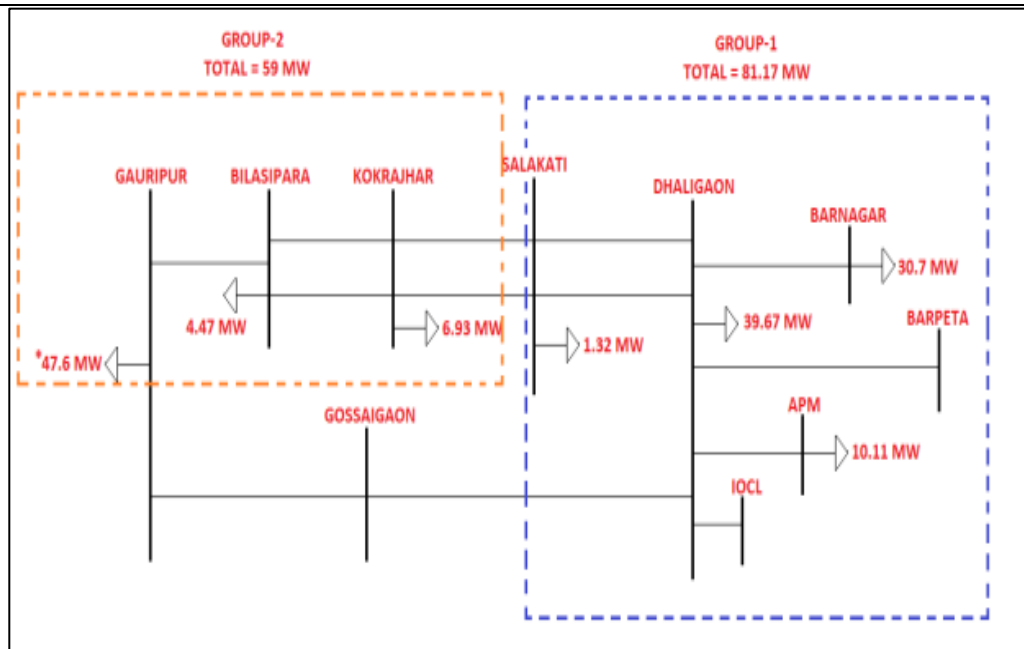 GROUP-2
TOTAL = 59 MW
GROUP-1
TOTAL = 81.17 MW
GAURIPUR
BILASIPARA
KOKRAJHAR
SALAKATI
DHALIGAON
BARNAGAR
30.7 MW
4.47 MW
6.93 MW
1.32 MW
39.67 MW
BARPETA
*47.6 MW
GOSSAIGAON
APM
10.11 MW
IOCL